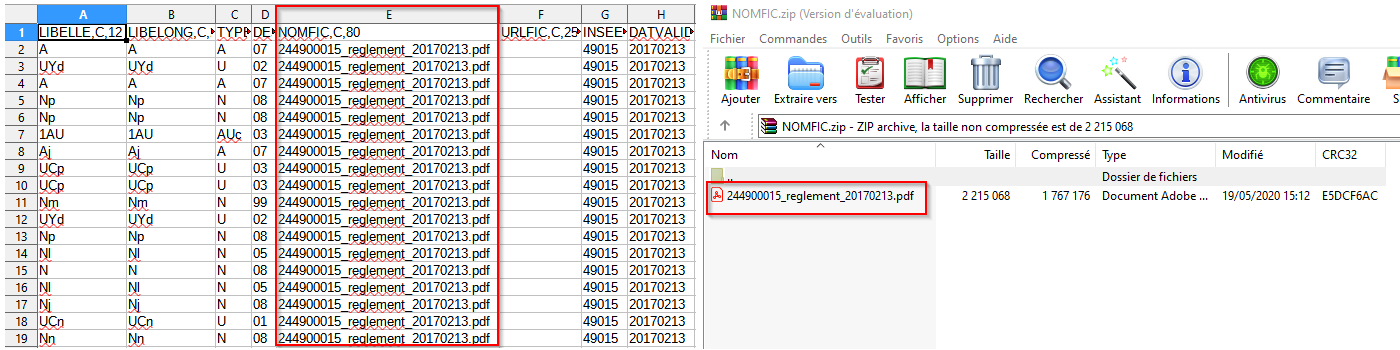 A B C D E F G H
1 LIBELLE,C,12 LIBELONG,C, TYPE DE NOMFIC,C,80 URLFIC,C,25 INSEE DATVALID
2 A A A 07 244900015_reglement_20170213.pdf 49015 20170213
3 UYd UYd U 02 244900015_reglement_20170213.pdf 49015 20170213
4 A A A 07 244900015_reglement_20170213.pdf 49015 20170213
5 Np Np N 08 244900015_reglement_20170213.pdf 49015 20170213
6 Np Np N 08 244900015_reglement_20170213.pdf 49015 20170213
7 1AU 1AU AUc 03 244900015_reglement_20170213.pdf 49015 20170213
8 Aj Aj A 07 244900015_reglement_20170213.pdf 49015 20170213
9 UCp UCp U 03 244900015_reglement_20170213.pdf 49015 20170213
10 UCp UCp U 03 244900015_reglement_20170213.pdf 49015 20170213
11 Nm Nm N 99 244900015_reglement_20170213.pdf 49015 20170213
12 UYd UYd U 02 244900015_reglement_20170213.pdf 49015 20170213
13 Np Np N 08 244900015_reglement_20170213.pdf 49015 20170213
14 Nl Nl N 05 244900015_reglement_20170213.pdf 49015 20170213
15 N N N 08 244900015_reglement_20170213.pdf 49015 20170213
16 Nl Nl N 05 244900015_reglement_20170213.pdf 49015 20170213
17 Nj Nj N 08 244900015_reglement_20170213.pdf 49015 20170213
18 UCn UCn U 01 244900015_reglement_20170213.pdf 49015 20170213
19 Nn Nn N 08 244900015_reglement_20170213.pdf 49015 20170213
NOMFIC.zip (Version d'évaluation)
Fichier Commandes Outils Favoris Options Aide
Ajouter Extraire vers Tester Afficher Supprimer Rechercher Assistant Informations Antivirus Commentaire S
NOMFIC.zip - ZIP archive, la taille non compressée est de 2 215 068
Nom Taille Compressé Type Modifié CRC32
.. Dossier de fichiers
244900015_reglement_20170213.pdf 2 215 068 1 767 176 Document Adobe ... 19/05/2020 15:12 E5DCF6AC